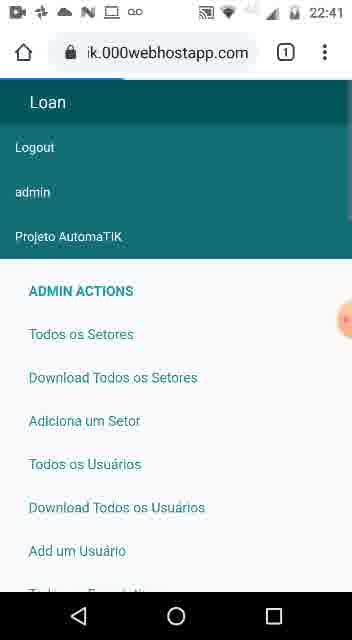 22:41
ik.000webhostapp.com
1
Loan
Logout
admin
Projeto AutomaTIK
ADMIN ACTIONS
Todos os Setores
Download Todos os Setores
Adiciona um Setor
Todos os Usuários
Download Todos os Usuários
Add um Usuário